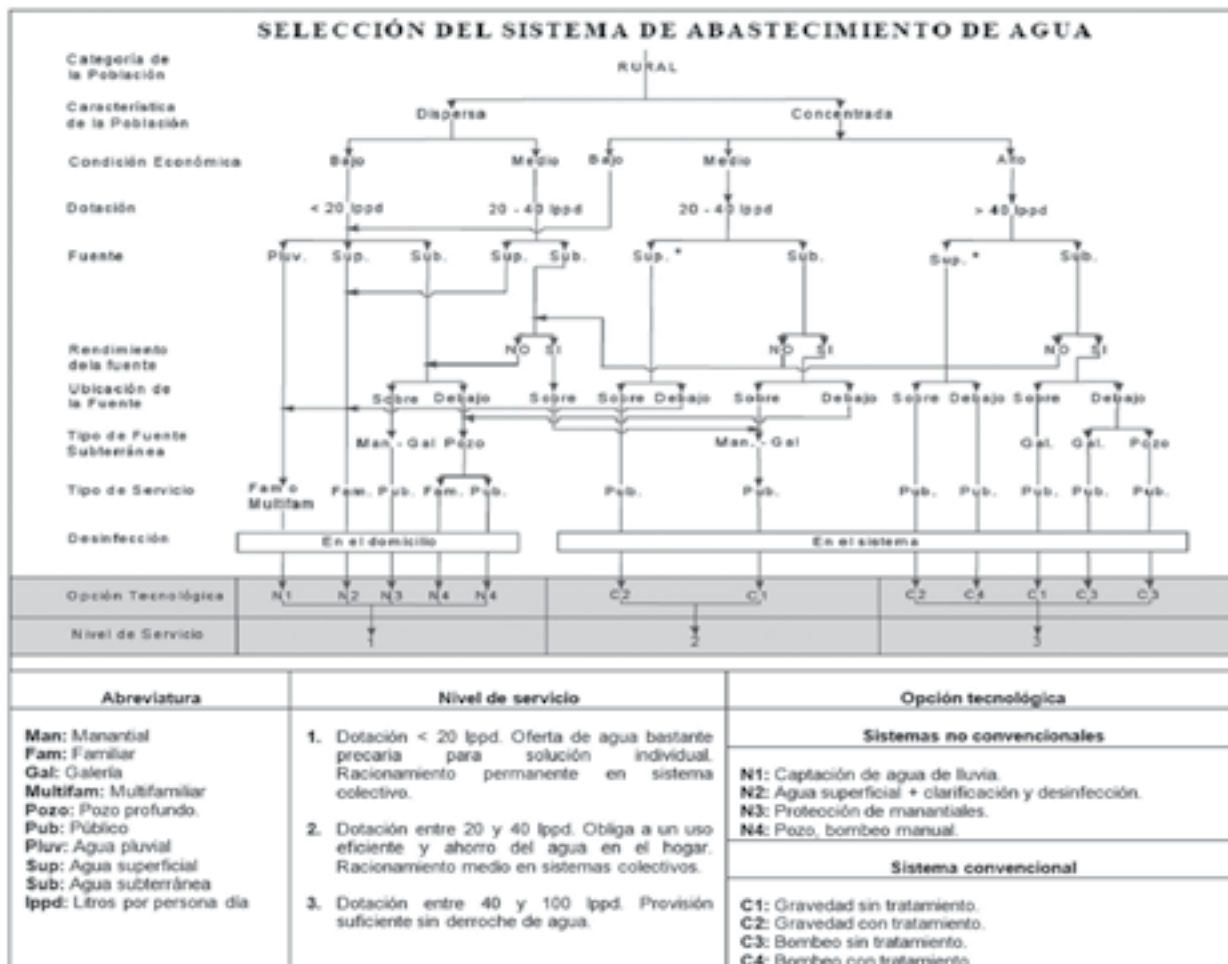 SELECCIÓN DEL SISTEMA DE ABASTECIMIENTO DE AGUA
Categoría de
la Población
RURAL
Característica
de la Población
Dispersa Concentrada
Condición Económica Bajo Medio Bajo Medio Alto
Dotación < 20 lppd 20 - 40 lppd 20 - 40 lppd > 40 lppd
Fuente Pluv. Sup. Sub. Sup. Sub. Sup. * Sub. Sup. * Sub.
Rendimiento
dela fuente
NO SI NO SI NO SI
Ubicación de
la Fuente
Sobre Debajo Sobre Sobre Debajo Sobre Debajo Sobre Debajo Sobre Debajo
Tipo de Fuente
Subterránea
Man. - Gal Pozo Man. - Gal Gal. Gal. Pozo
Tipo de Servicio Fam o
Multifam
Fam. Pub. Fam. Pub. Pub. Pub. Pub. Pub. Pub. Pub. Pub.
Desinfección En el domicilio En el sistema
Opción Tecnológica N1 N2 N3 N4 N4 C2 C1 C2 C4 C1 C3 C3
Nivel de Servicio 1 2 3
Abreviatura
Man: Manantial
Fam: Familiar
Gal: Galería
Multifam: Multifamiliar
Pozo: Pozo profundo.
Pub: Público
Pluv: Agua pluvial
Sup: Agua superficial
Sub: Agua subterránea
lppd: Litros por persona día
Nivel de servicio
1. Dotación < 20 lppd. Oferta de agua bastante
precaria para solución individual.
Racionamiento permanente en sistema
colectivo.
2. Dotación entre 20 y 40 lppd. Obliga a un uso
eficiente y ahorro del agua en el hogar.
Racionamiento medio en sistemas colectivos.
3. Dotación entre 40 y 100 lppd. Provisión
suficiente sin derroche de agua.
Opción tecnológica
Sistemas no convencionales
N1: Captación de agua de lluvia.
N2: Agua superficial + clarificación y desinfección.
N3: Protección de manantiales.
N4: Pozo, bombeo manual.
Sistema convencional
C1: Gravedad sin tratamiento.
C2: Gravedad con tratamiento.
C3: Bombeo sin tratamiento.
C4: Bombeo con tratamiento.